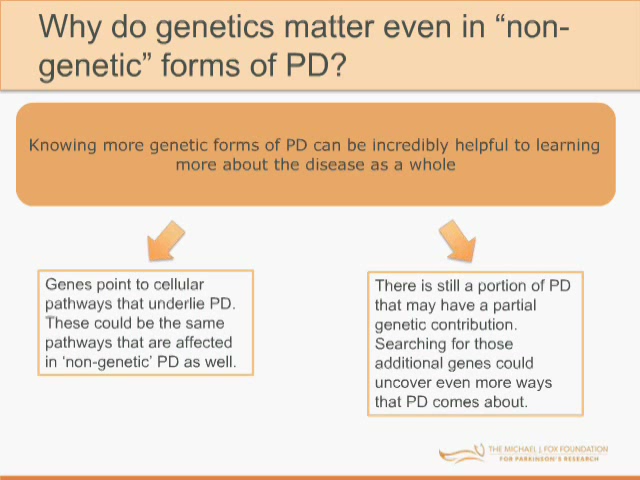 Why do genetics matter even in “non-
genetic” forms of PD?
Knowing more genetic forms of PD can be incredibly helpful to learning
more about the disease as a whole
Genes point to cellular
pathways that underlie PD.
These could be the same
pathways that are affected
in ‘non-genetic’ PD as well.
There is still a portion of PD
that may have a partial
genetic contribution.
Searching for those
additional genes could
uncover even more ways
that PD comes about.
THE MICHAEL J. FOX FOUNDATION
FOR PARKINSON'S RESEARCH